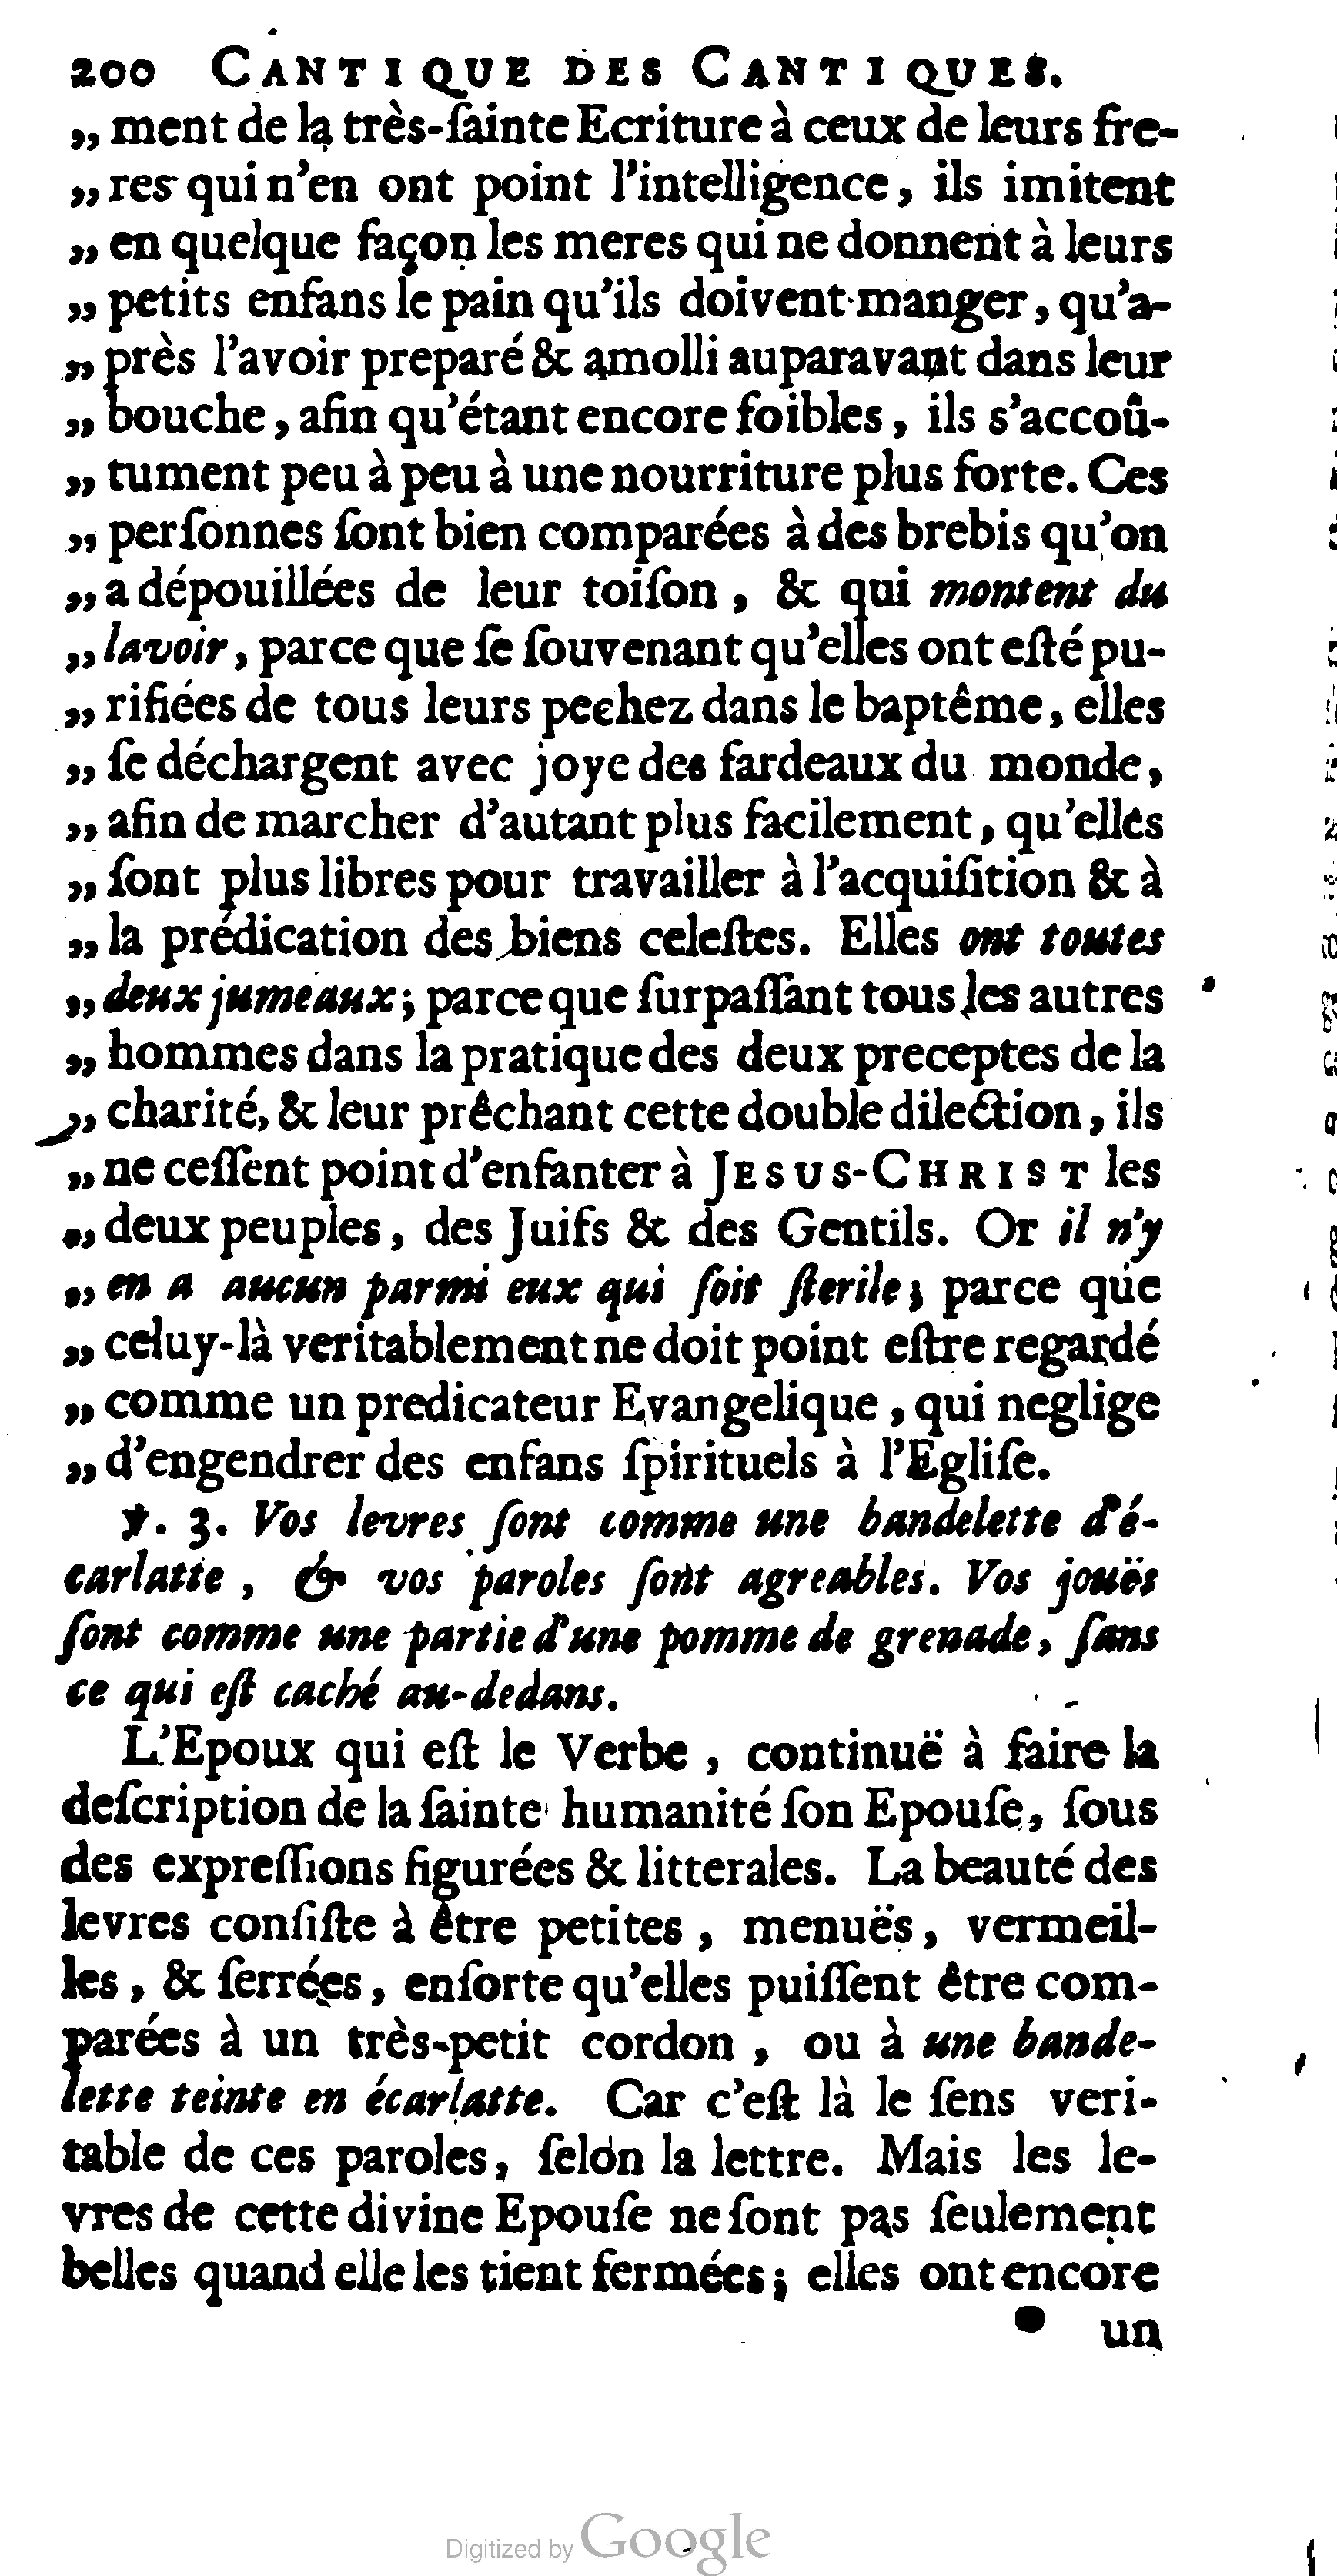 200 CANTIQUE DES CANTIQUES.
„ ment de la très-ſainte Ecriture à ceux de leurs fre-
„ res qui n'en ont point l'intelligence, ils imitent
„ en quelque façon les meres qui ne donnent à leurs
„ petits enfans le pain qu'ils doivent manger, qu'a-
„ près l'avoir preparé & amolli auparavant dans leur
„ bouche, afin qu'étant encore foibles, ils s'accoû-
„ tument peu à peu à une nourriture plus forte. Ces
„ perſonnes ſont bien comparées à des brebis qu'on
„ a dépouillées de leur toiſon, & qui montent du
„ lavoir, parce que ſe ſouvenant qu'elles ont eſté pu-
„ rifiées de tous leurs pechez dans le baptême, elles
„ ſe déchargent avec joye des fardeaux du monde,
„ afin de marcher d'autant plus facilement, qu'elles
„ ſont plus libres pour travailler à l'acquiſition & à
„ la prédication des biens celeſtes. Elles ont toutes
„ deux jumeaux; parce que ſurpaſſant tous les autres
„ hommes dans la pratique des deux preceptes de la
„ charité, & leur prêchant cette double dilection, ils
„ ne ceſſent point d'enfanter à JESUS-CHRIST les
„ deux peuples, des Juifs & des Gentils. Or il n'y
„ en a aucun parmi eux qui ſoit ſterile; parce que
„ celuy-là veritablement ne doit point eſtre regardé
„ comme un predicateur Evangelique, qui neglige
„ d'engendrer des enfans ſpirituels à l'Egliſe.
℣. 3. Vos levres ſont comme une bandelette d'é-
carlatte, & vos paroles ſont agreables. Vos jouës
ſont comme une partie d'une pomme de grenade, ſans
ce qui eſt caché au-dedans.
L'Epoux qui eſt le Verbe, continuë à faire la
deſcription de la ſainte humanité ſon Epouſe, ſous
des expreſſions figurées & litterales. La beauté des
levres conſiſte à être petites, menuës, vermeil-
les, & ſerrées, enſorte qu'elles puiſſent être com-
parées à un très-petit cordon, ou à une bande-
lette teinte en écarlatte. Car c'eſt là le ſens veri-
table de ces paroles, ſelon la lettre. Mais les le-
vres de cette divine Epouſe ne ſont pas ſeulement
belles quand elle les tient fermées; elles ont encore
un
Digitized by Google